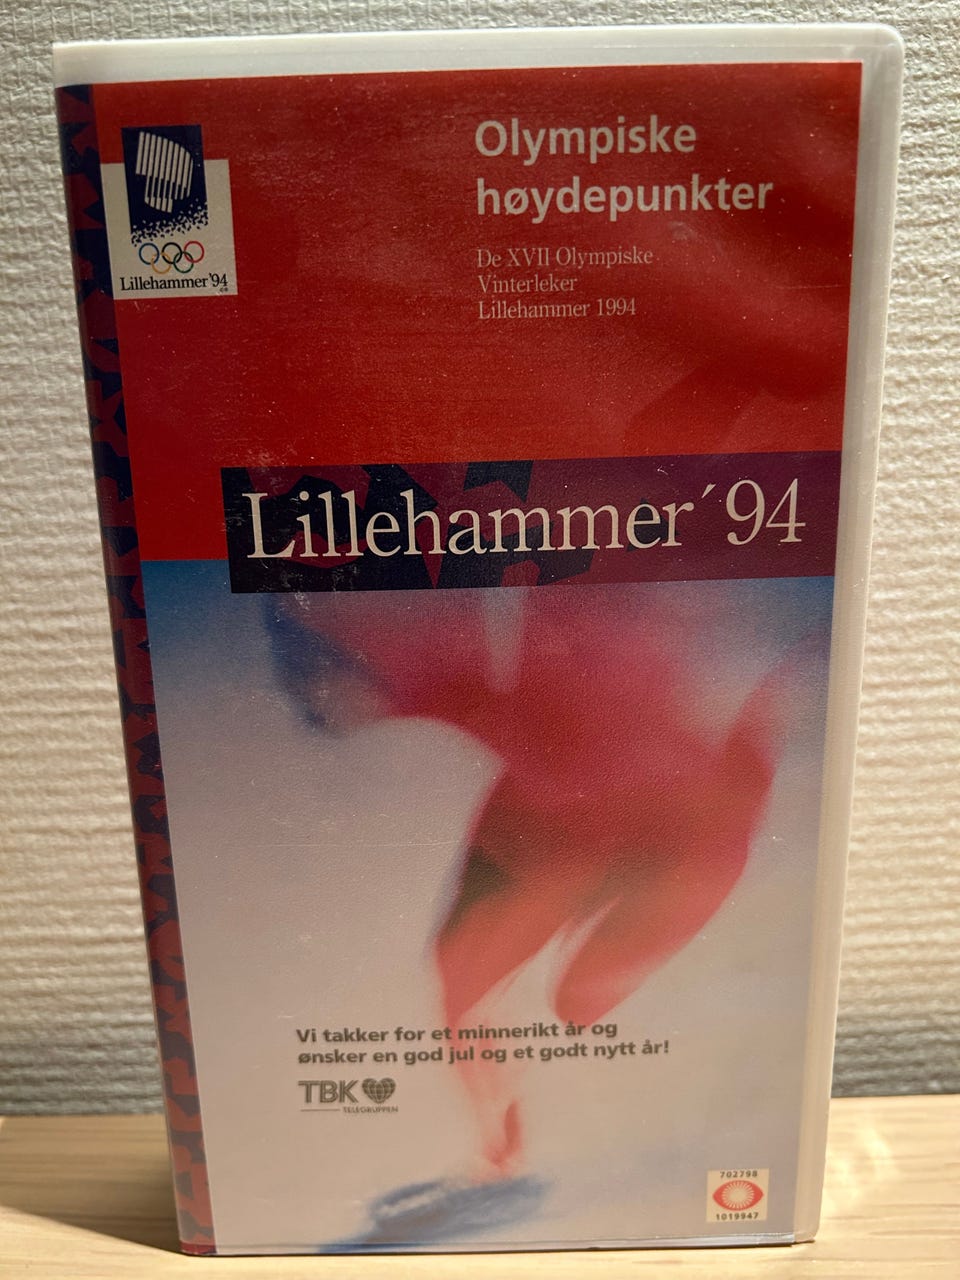 Olympiske
høydepunkter
De XVII Olympiske
Vinterleker
Lillehammer 1994
Lillehammer '94
Lillehammer ´94
Vi takker for et minnerikt år og
ønsker en god jul og et godt nytt år!
TBK
TELEGRUPPEN
702798
1019947